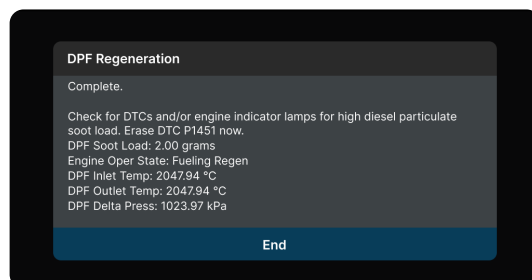 DPF Regeneration
Complete.
Check for DTCs and/or engine indicator lamps for high diesel particulate
soot load. Erase DTC P1451 now.
DPF Soot Load: 2.00 grams
Engine Oper State: Fueling Regen
DPF Inlet Temp: 2047.94 °C
DPF Outlet Temp: 2047.94 °C
DPF Delta Press: 1023.97 kPa
End